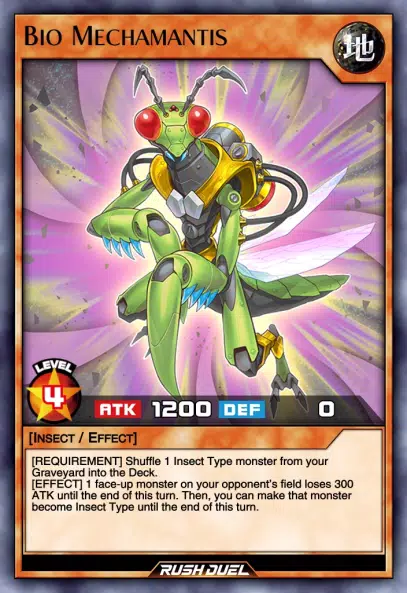 Bio Mechamantis
地
LEVEL
4
ATK 1200 DEF 0
[Insect / Effect]
[REQUIREMENT] Shuffle 1 Insect Type monster from your
Graveyard into the Deck.
[EFFECT] 1 face-up monster on your opponent's field loses 300
ATK until the end of this turn. Then, you can make that monster
become Insect Type until the end of this turn.
RUSH DUEL